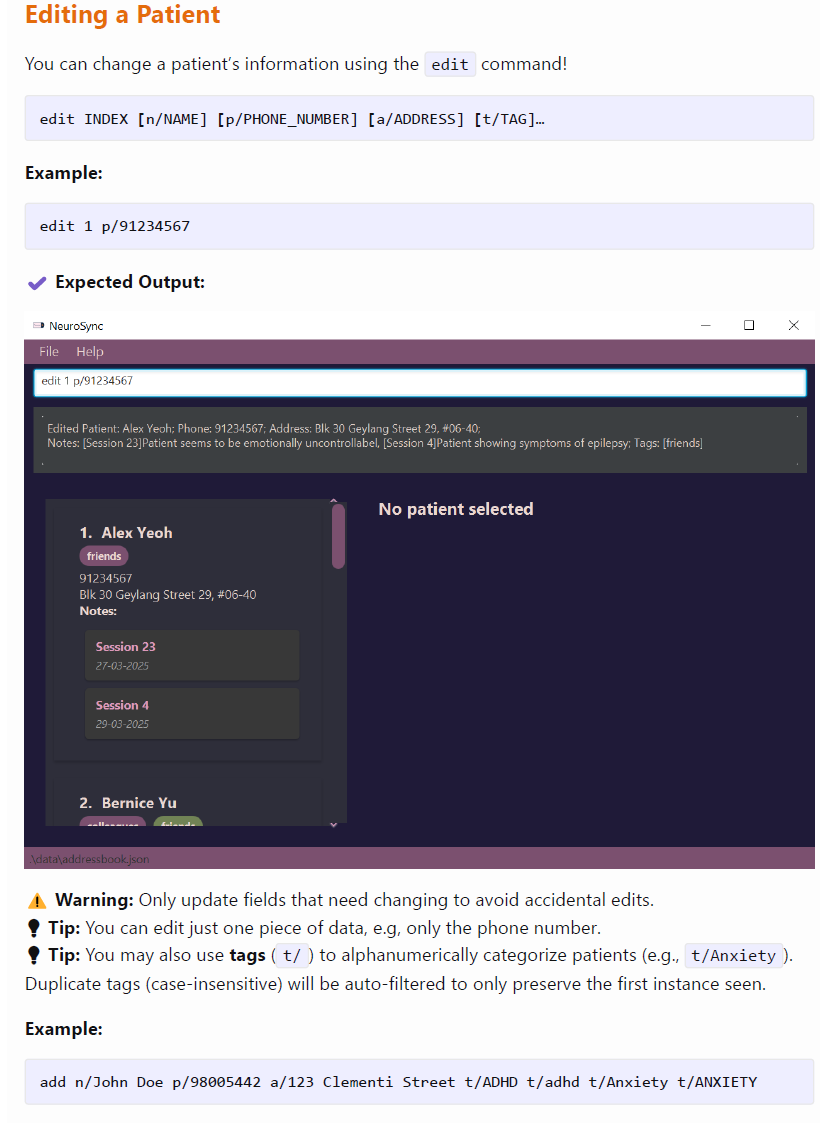 Editing a Patient
You can change a patient’s information using the edit command!
edit INDEX [n/NAME] [p/PHONE_NUMBER] [a/ADDRESS] [t/TAG]…
Example:
edit 1 p/91234567
Expected Output:
NeuroSync
File Help
edit 1 p/91234567
Edited Patient: Alex Yeoh; Phone: 91234567; Address: Blk 30 Geylang Street 29, #06-40;
Notes: [Session 23]Patient seems to be emotionally uncontrollabel, [Session 4]Patient showing symptoms of epilepsy; Tags: [friends]
No patient selected
1. Alex Yeoh
friends
91234567
Blk 30 Geylang Street 29, #06-40
Notes:
Session 23
27-03-2025
Session 4
29-03-2025
2. Bernice Yu
colleagues friends
.\data\addressbook.json
Warning: Only update fields that need changing to avoid accidental edits.
Tip: You can edit just one piece of data, e.g, only the phone number.
Tip: You may also use tags ( t/ ) to alphanumerically categorize patients (e.g., t/Anxiety ).
Duplicate tags (case-insensitive) will be auto-filtered to only preserve the first instance seen.
Example:
add n/John Doe p/98005442 a/123 Clementi Street t/ADHD t/adhd t/Anxiety t/ANXIETY